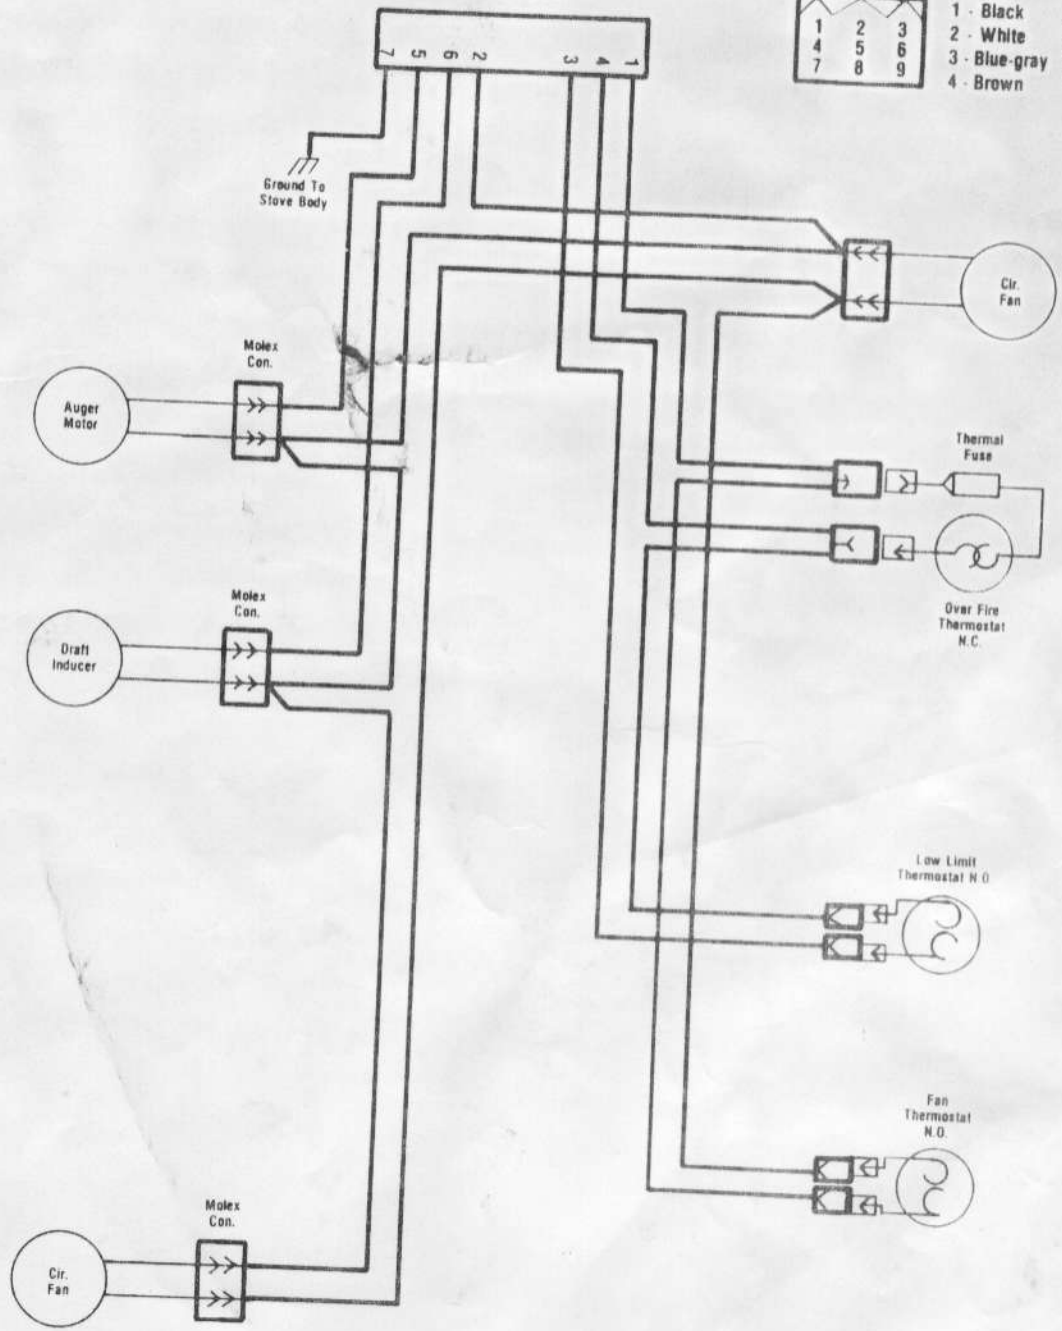 1 2 3
4 5 6
7 8 9
1 - Black
2 - White
3 - Blue-gray
4 - Brown
7 5 6 2 3 4 1
Ground To
Stove Body
Cir.
Fan
Molex
Con.
Auger
Motor
Thermal
Fuse
Over Fire
Thermostat
N.C.
Molex
Con.
Draft
Inducer
Low Limit
Thermostat N O
Fan
Thermostat
N.O.
Molex
Con.
Cir.
Fan